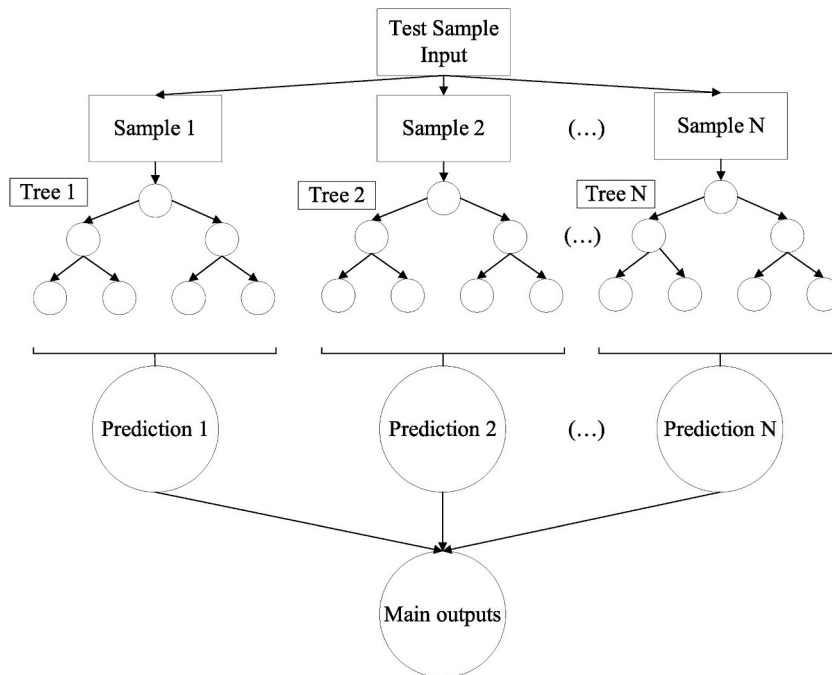 Test Sample
Input
Sample 1
Sample 2
(...)
Sample N
Tree 1
Tree 2
Tree N
(...)
Prediction 1
Prediction 2
(...)
Prediction N
Main outputs